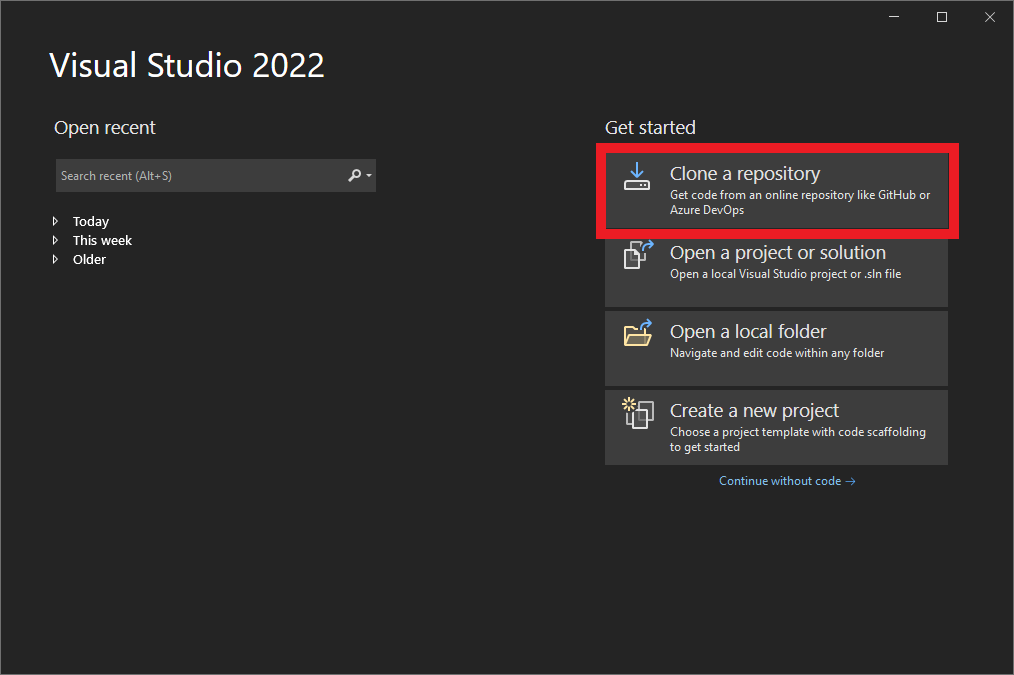 Visual Studio 2022
Open recent
Search recent (Alt+S)
Today
This week
Older
Get started
Clone a repository
Get code from an online repository like GitHub or
Azure DevOps
Open a project or solution
Open a local Visual Studio project or .sln file
Open a local folder
Navigate and edit code within any folder
Create a new project
Choose a project template with code scaffolding
to get started
Continue without code →